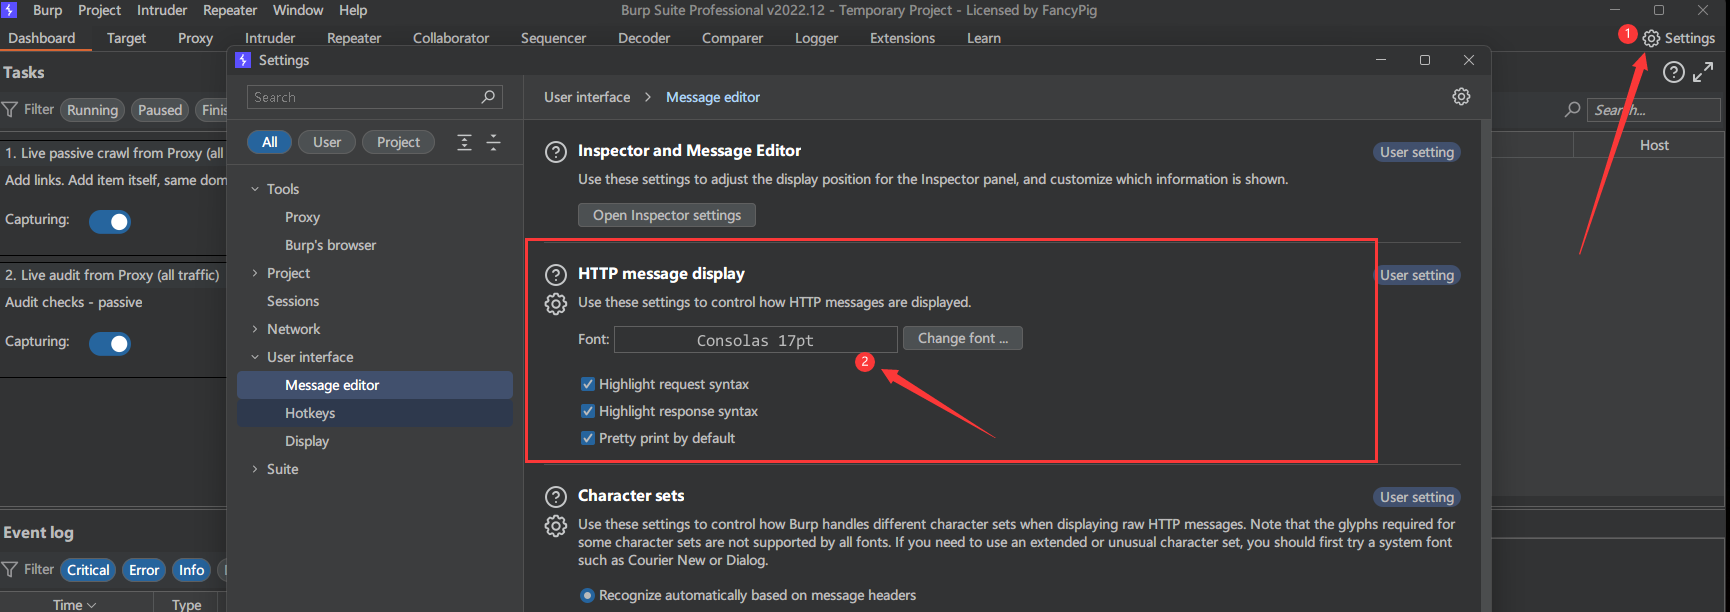 Burp Project Intruder Repeater Window Help
Burp Suite Professional v2022.12 - Temporary Project - Licensed by FancyPig
Dashboard Target Proxy Intruder Repeater Collaborator Sequencer Decoder Comparer Logger Extensions Learn
1 Settings
Settings
Tasks
Filter Running Paused Finis
Search...
Host
1. Live passive crawl from Proxy (all
Add links. Add item itself, same dom
Capturing:
2. Live audit from Proxy (all traffic)
Audit checks - passive
Capturing:
Event log
Filter Critical Error Info
Time Type
Search
All User Project
Tools
Proxy
Burp's browser
Project
Sessions
Network
User interface
Message editor
Hotkeys
Display
Suite
User interface > Message editor
Inspector and Message Editor
User setting
Use these settings to adjust the display position for the Inspector panel, and customize which information is shown.
Open Inspector settings
HTTP message display
User setting
Use these settings to control how HTTP messages are displayed.
Font: Consolas 17pt Change font ...
2
Highlight request syntax
Highlight response syntax
Pretty print by default
Character sets
User setting
Use these settings to control how Burp handles different character sets when displaying raw HTTP messages. Note that the glyphs required for
some character sets are not supported by all fonts. If you need to use an extended or unusual character set, you should first try a system font
such as Courier New or Dialog.
Recognize automatically based on message headers